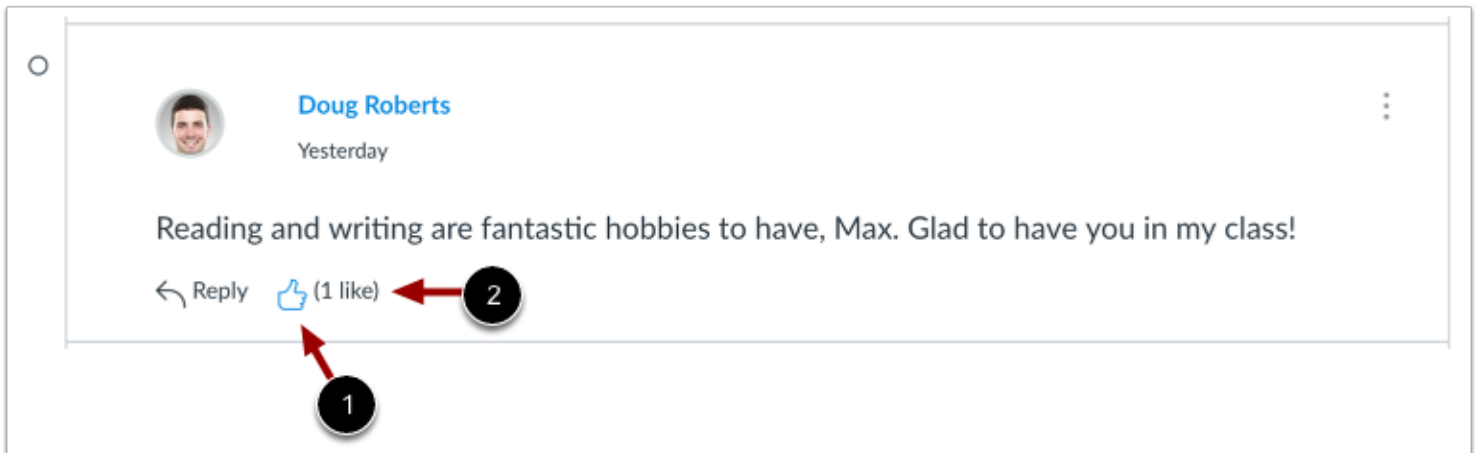 Doug Roberts
Yesterday
Reading and writing are fantastic hobbies to have, Max. Glad to have you in my class!
Reply (1 like) 2
1